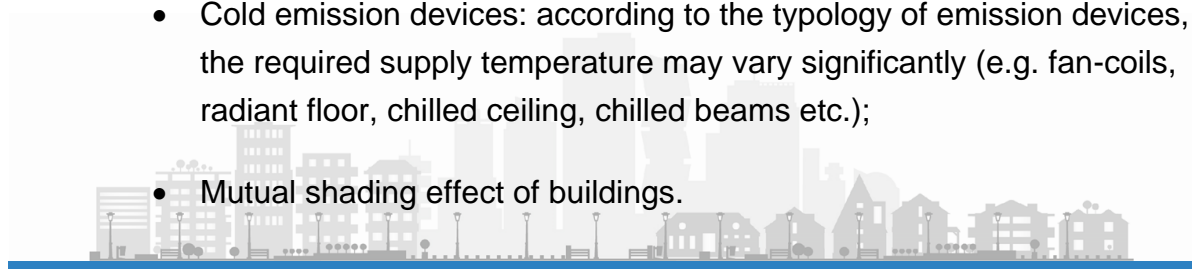 • Cold emission devices: according to the typology of emission devices,
the required supply temperature may vary significantly (e.g. fan-coils,
radiant floor, chilled ceiling, chilled beams etc.);
• Mutual shading effect of buildings.